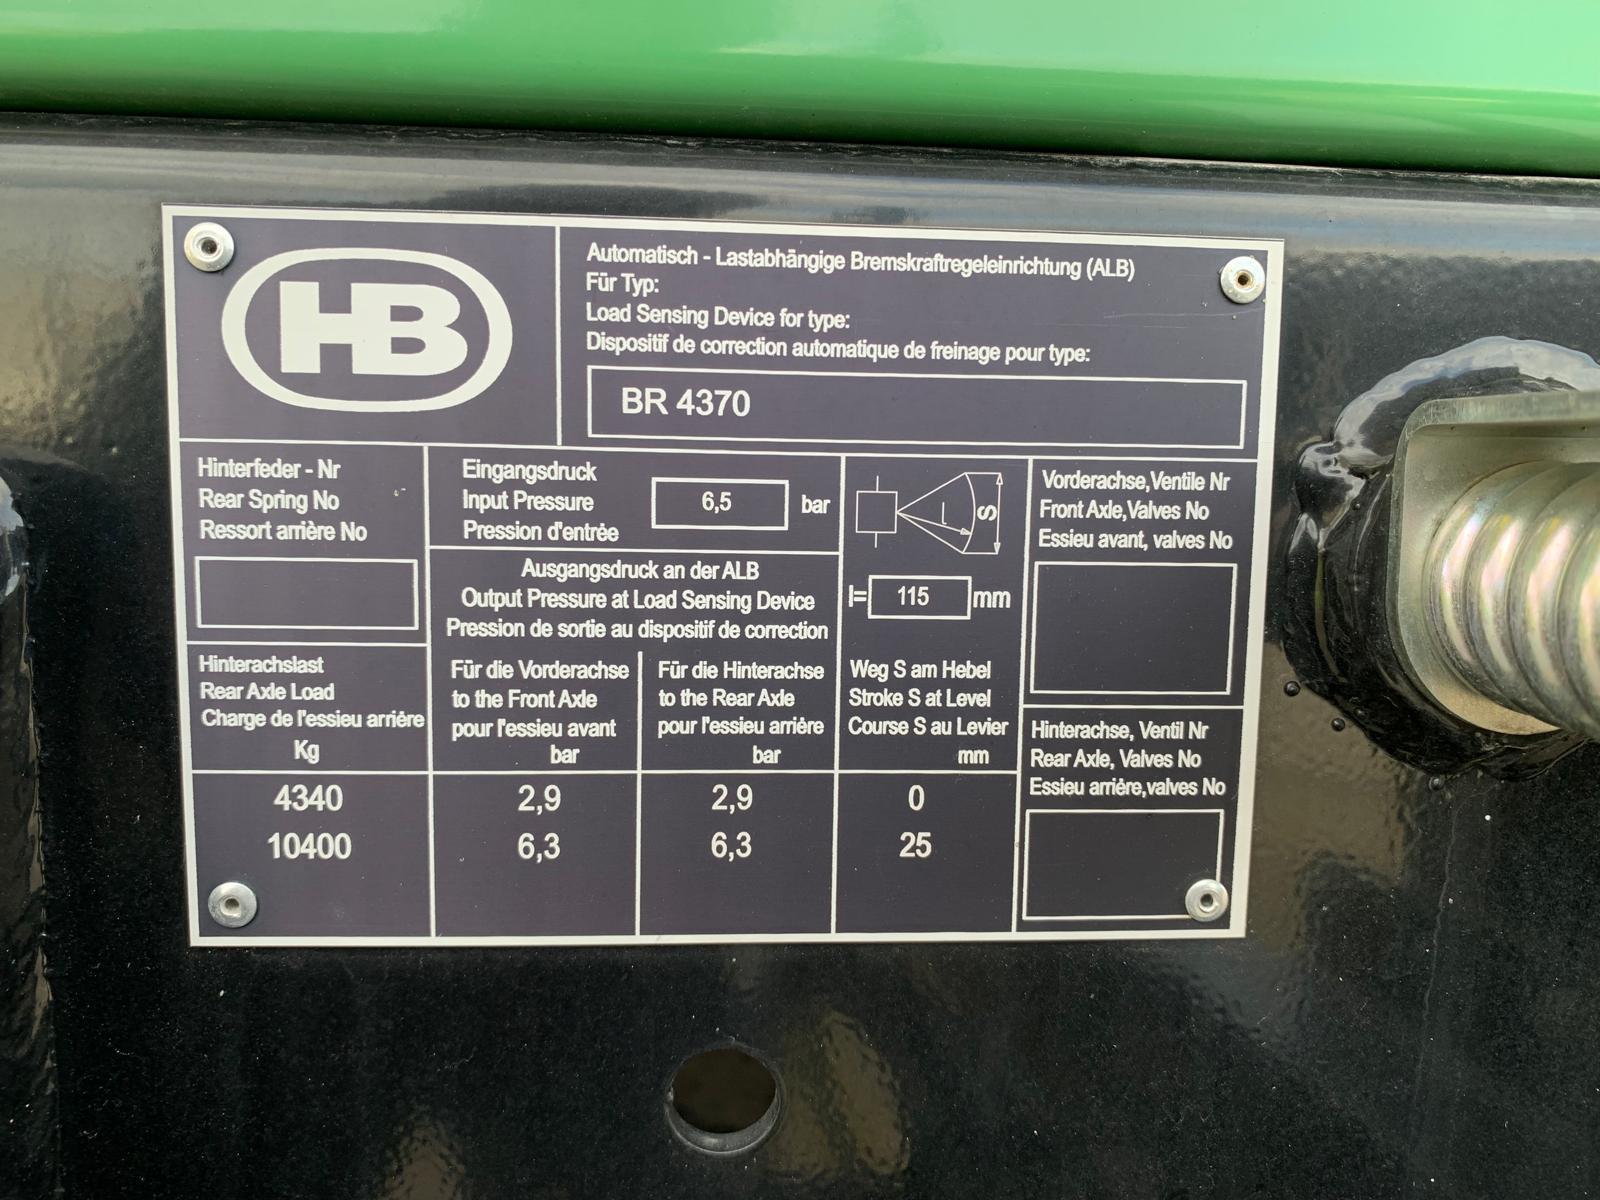 HB
Automatisch - Lastabhängige Bremskraftregeleinrichtung (ALB)
Für Typ:
Load Sensing Device for type:
Dispositif de correction automatique de freinage pour type:
BR 4370
Hinterfeder - Nr
Rear Spring No
Ressort arrière No
Eingangsdruck
Input Pressure
Pression d'entrée
6,5
bar
Ausgangsdruck an der ALB
Output Pressure at Load Sensing Device
Pression de sortie au dispositif de correction
l
S
l= 115 mm
Vorderachse,Ventile Nr
Front Axle,Valves No
Essieu avant, valves No
Hinterachslast
Rear Axle Load
Charge de l'essieu arrière
Kg
Für die Vorderachse
to the Front Axle
pour l'essieu avant
bar
Für die Hinterachse
to the Rear Axle
pour l'essieu arrière
bar
Weg S am Hebel
Stroke S at Level
Course S au Levier
mm
Hinterachse, Ventil Nr
Rear Axle, Valves No
Essieu arrière,valves No
4340 2,9 2,9 0
10400 6,3 6,3 25